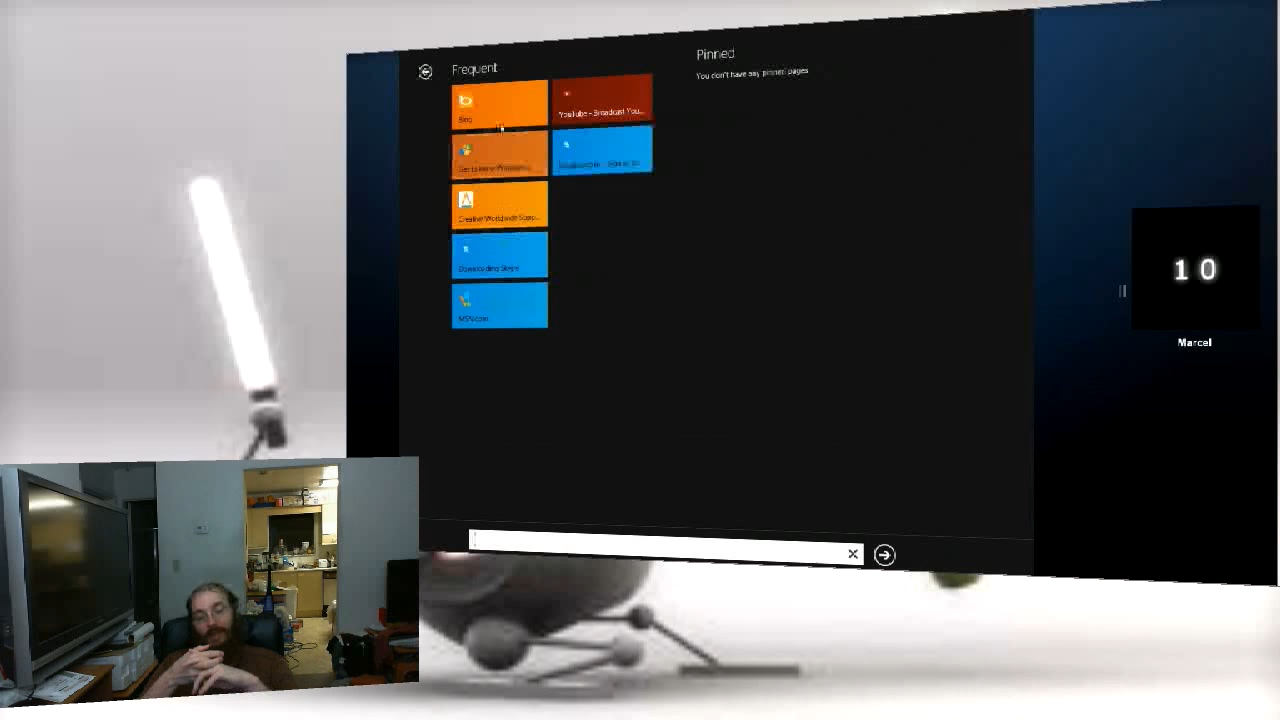 Frequent
Pinned
You don't have any pinned pages
Bing
YouTube - Broadcast You...
Creative Worldwide Supp...
Downloading Skype
MSN.com
10
Marcel